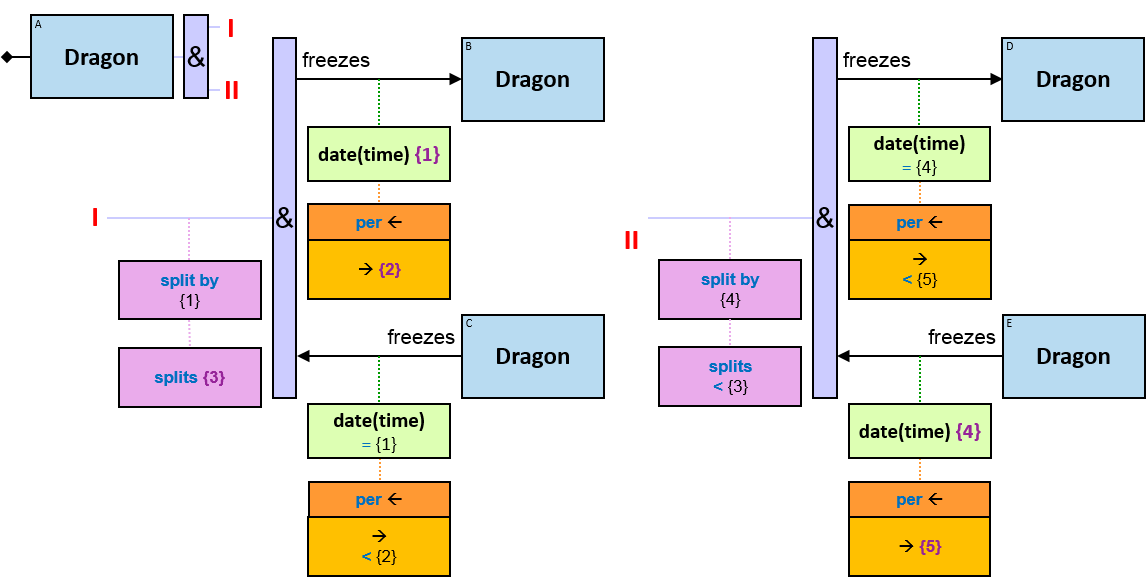 A
Dragon
&
I
II
I
split by
{1}
splits {3}
&
freezes
B
Dragon
date(time) {1}
per ←
→ {2}
freezes
C
Dragon
date(time)
= {1}
per ←
→
< {2}
II
split by
{4}
splits
< {3}
&
freezes
D
Dragon
date(time)
= {4}
per ←
→
< {5}
freezes
E
Dragon
date(time) {4}
per ←
→ {5}